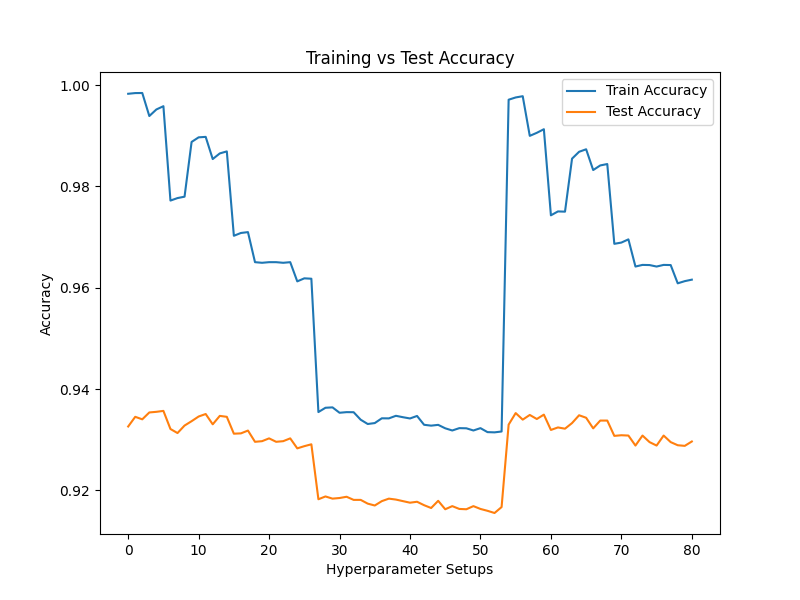 Training vs Test Accuracy
Train Accuracy
Test Accuracy
1.00
0.98
0.96
0.94
0.92
Accuracy
0 10 20 30 40 50 60 70 80
Hyperparameter Setups